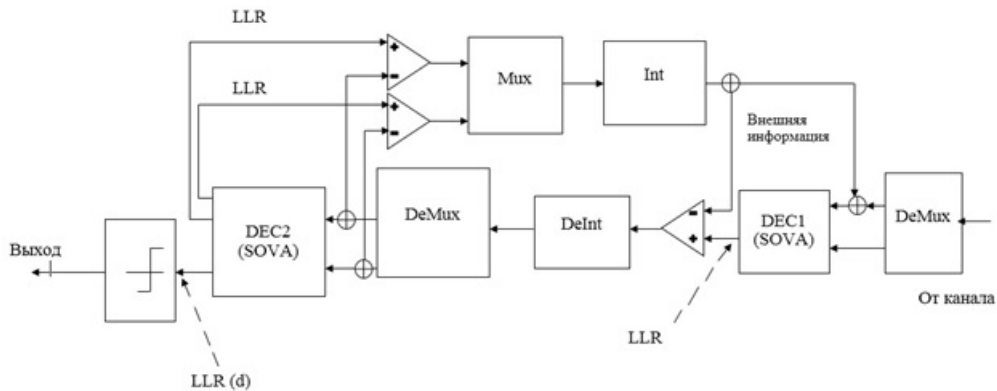 LLR
LLR
+
-
+
-
Mux
Int
Внешняя
информация
DEC2
(SOVA)
DeMux
DeInt
-
+
DEC1
(SOVA)
DeMux
Выход
От канала
LLR
LLR (d)